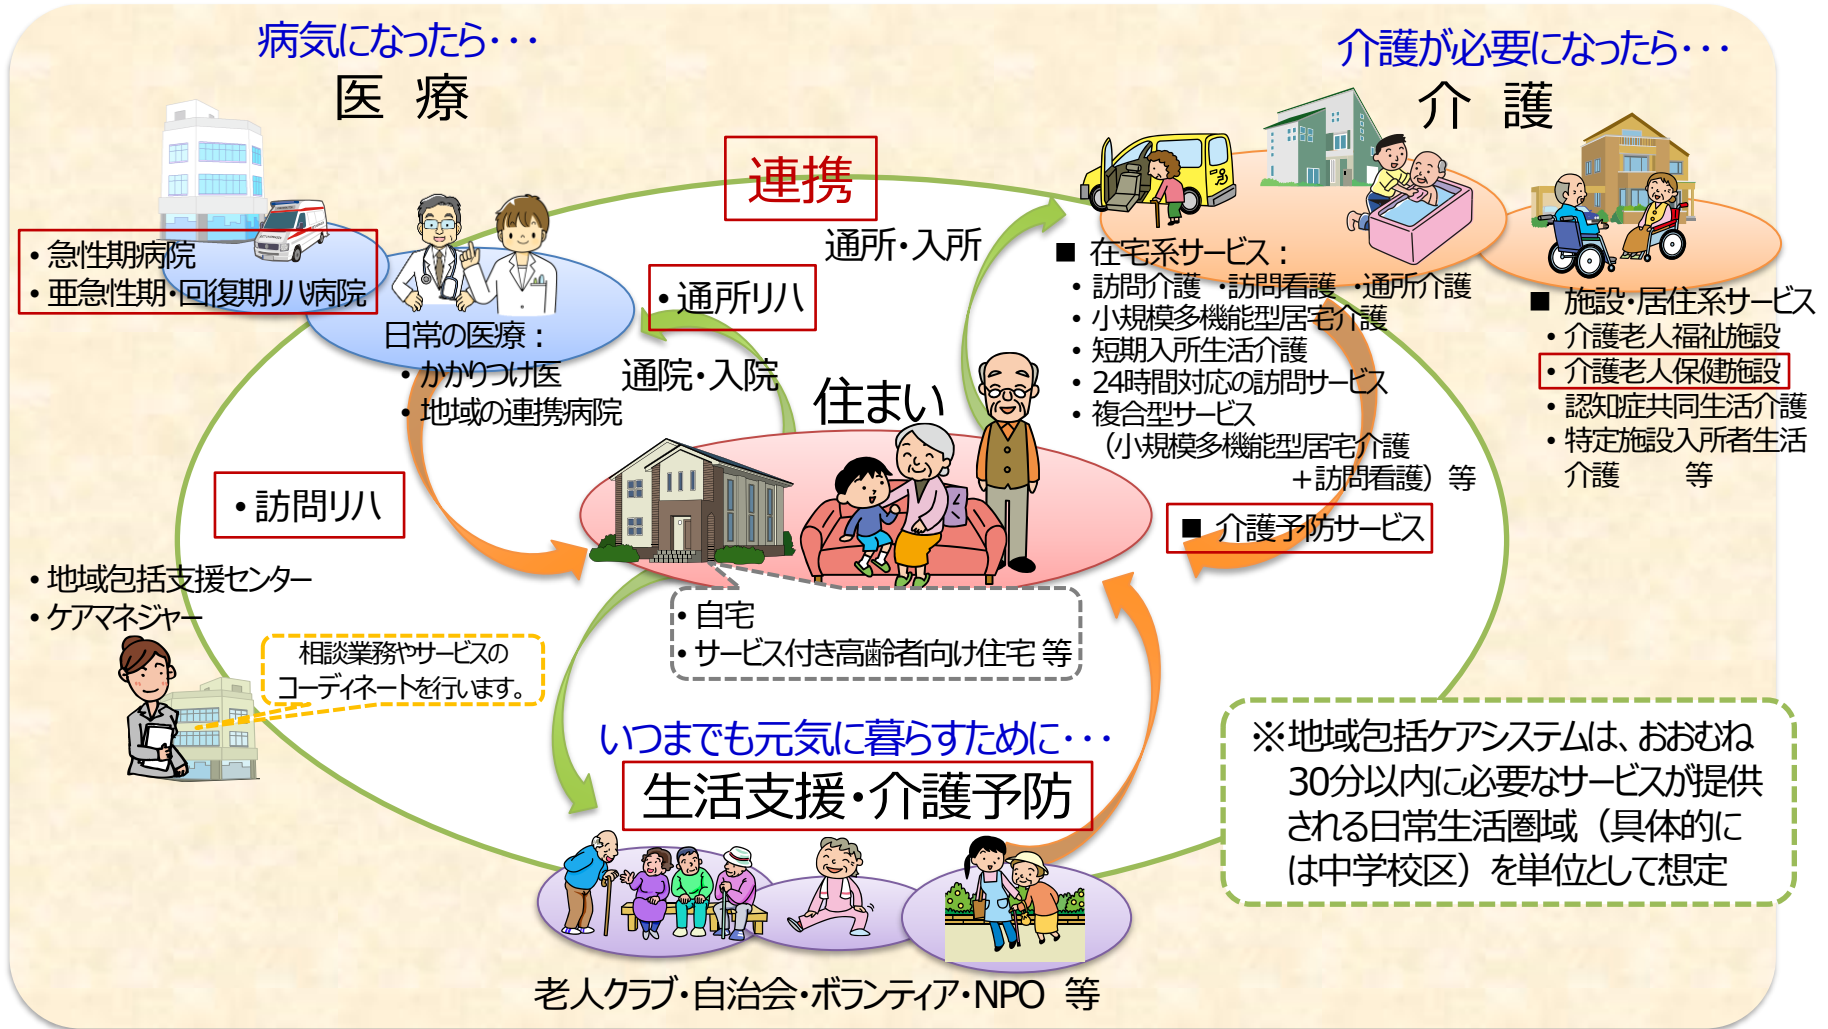 病気になったら・・・
医 療
介護が必要になったら・・・
介 護
連携
通所・入所
・急性期病院
・亜急性期・回復期リハ病院
・通所リハ
日常の医療：
・かかりつけ医
・地域の連携病院
通院・入院
住まい
■ 在宅系サービス：
・訪問介護 ・訪問看護 ・通所介護
・小規模多機能型居宅介護
・短期入所生活介護
・24時間対応の訪問サービス
・複合型サービス
（小規模多機能型居宅介護
＋訪問看護）等
■ 介護予防サービス
■ 施設・居住系サービス
・介護老人福祉施設
・介護老人保健施設
・認知症共同生活介護
・特定施設入所者生活
介護 等
・訪問リハ
・地域包括支援センター
・ケアマネジャー
相談業務やサービスの
コーディネートを行います。
・自宅
・サービス付き高齢者向け住宅 等
いつまでも元気に暮らすために・・・
生活支援・介護予防
老人クラブ・自治会・ボランティア・NPO 等
※地域包括ケアシステムは、おおむね
30分以内に必要なサービスが提供
される日常生活圏域（具体的に
は中学校区）を単位として想定